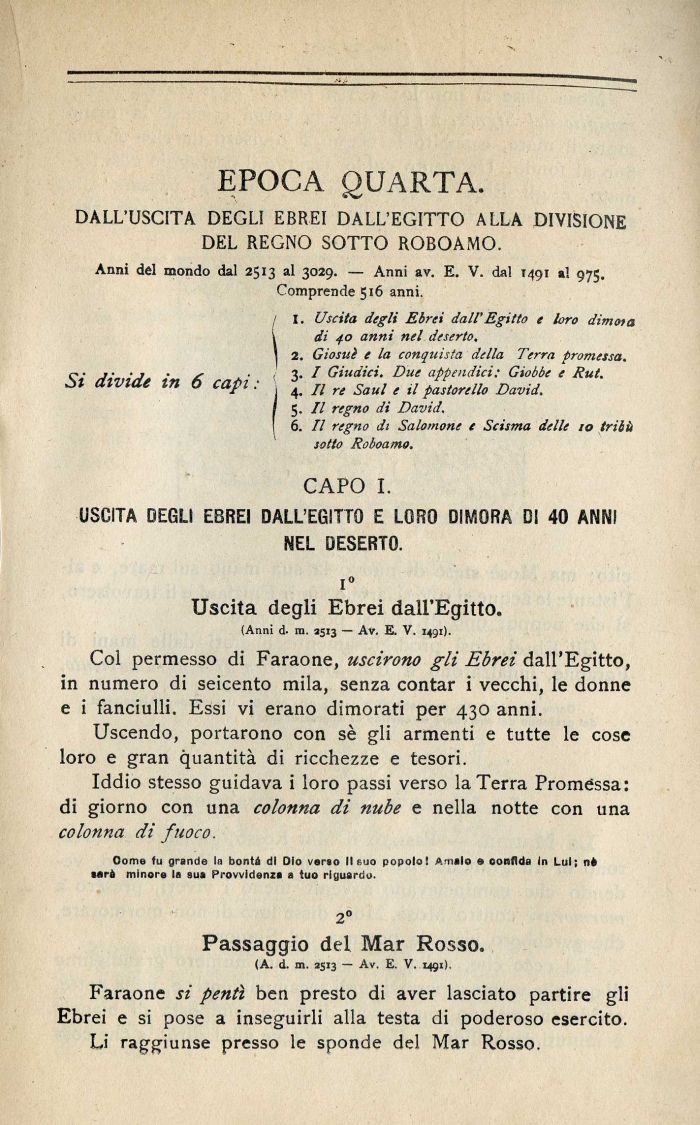 EPOCA QUARTA.
DALL'USCITA DEGLI EBREI DALL'EGITTO ALLA DIVISIONE
DEL REGNO SOTTO ROBOAMO.
Anni del mondo dal 2513 al 3029. — Anni av. E. V. dal 1491 al 975.
Comprende 516 anni.
Si divide in 6 capi:
1. Uscita degli Ebrei dall'Egitto e loro dimora
di 40 anni nel deserto.
2. Giosuè e la conquista della Terra promessa.
3. I Giudici. Due appendici: Giobbe e Rut.
4. Il re Saul e il pastorello David.
5. Il regno di David.
6. Il regno di Salomone e Scisma delle 10 tribù
sotto Roboamo.
CAPO I.
USCITA DEGLI EBREI DALL'EGITTO E LORO DIMORA DI 40 ANNI
NEL DESERTO.
1º
Uscita degli Ebrei dall'Egitto.
(Anni d. m. 2513 — Av. E. V. 1491).
Col permesso di Faraone, uscirono gli Ebrei dall'Egitto,
in numero di seicento mila, senza contar i vecchi, le donne
e i fanciulli. Essi vi erano dimorati per 430 anni.
Uscendo, portarono con sè gli armenti e tutte le cose
loro e gran quantità di ricchezze e tesori.
Iddio stesso guidava i loro passi verso la Terra Promessa:
di giorno con una colonna di nube e nella notte con una
colonna di fuoco.
Come fu grande la bontá di Dio verso il suo popolo! Amalo e confida in Lui; nè
sarà minore la sua Provvidenza a tuo riguardo.
2º
Passaggio del Mar Rosso.
(A. d. m. 2513 — Av. E. V. 1491).
Faraone si pentì ben presto di aver lasciato partire gli
Ebrei e si pose a inseguirli alla testa di poderoso esercito.
Li raggiunse presso le sponde del Mar Rosso.